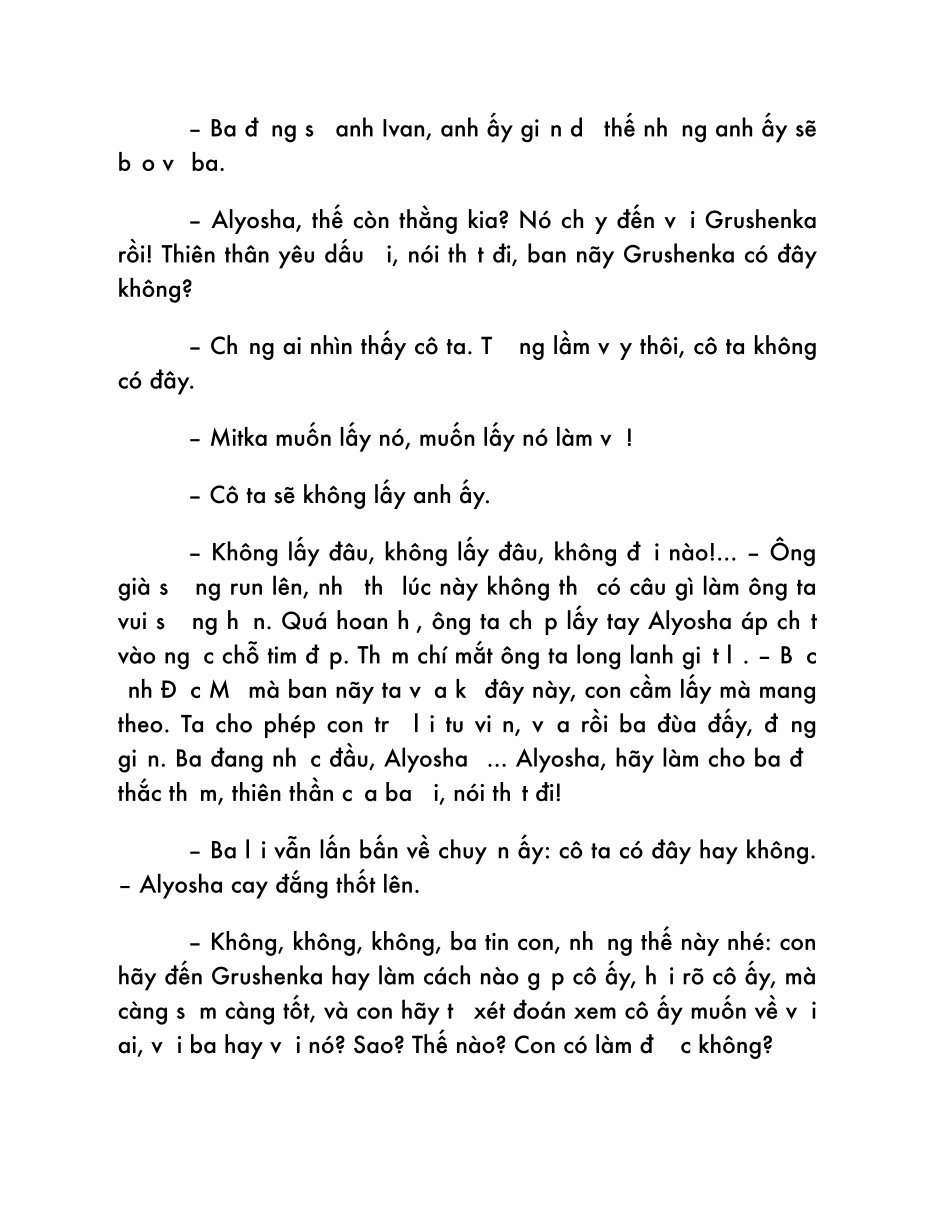 – Ba đ ng s anh Ivan, anh ấy gi n d thế nh ng anh ấy sẽ
b o v ba.
– Alyosha, thế còn thằng kia? Nó ch y đến v i Grushenka
rồi! Thiên thân yêu dấu i, nói th t đi, ban nãy Grushenka có đây
không?
– Ch ng ai nhìn thấy cô ta. T ng lầm v y thôi, cô ta không
có đây.
– Mitka muốn lấy nó, muốn lấy nó làm v !
– Cô ta sẽ không lấy anh ấy.
– Không lấy đâu, không lấy đâu, không đ i nào!... – Ông
già s ng run lên, nh th lúc này không th có câu gì làm ông ta
vui s ng h n. Quá hoan h , ông ta ch p lấy tay Alyosha áp ch t
vào ng c chỗ tim đ p. Th m chí mắt ông ta long lanh gi t l . – B c
nh Đ c M mà ban nãy ta v a k đây này, con cầm lấy mà mang
theo. Ta cho phép con tr l i tu vi n, v a rồi ba đùa đấy, đ ng
gi n. Ba đang nh c đầu, Alyosha ... Alyosha, hãy làm cho ba đ
thắc th m, thiên thần c a ba i, nói th t đi!
– Ba l i vẫn lấn bấn về chuy n ấy: cô ta có đây hay không.
– Alyosha cay đắng thốt lên.
– Không, không, không, ba tin con, nh ng thế này nhé: con
hãy đến Grushenka hay làm cách nào g p cô ấy, h i rõ cô ấy, mà
càng s m càng tốt, và con hãy t xét đoán xem cô ấy muốn về v i
ai, v i ba hay v i nó? Sao? Thế nào? Con có làm đ c không?